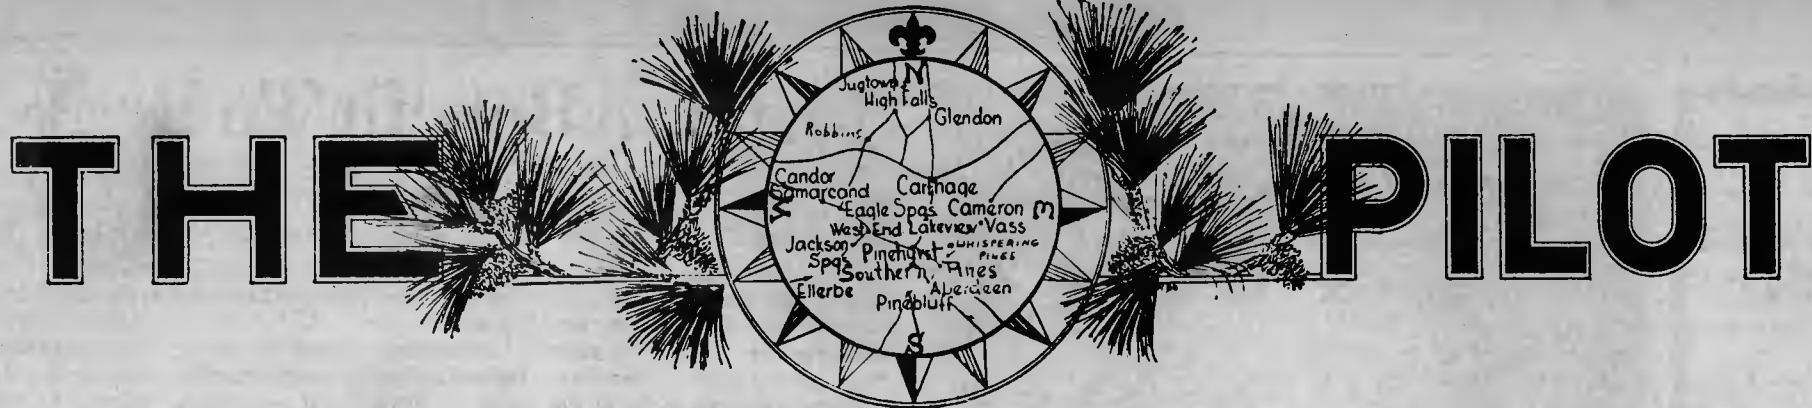 THE PILOT
N
Jugtown
High Falls
Glendon
Robbins
Candor
Samarcand
Carthage
W
Eagle Spgs Cameron E
West End Lakeview Vass
Jackson Spgs
Pinehurst
WHISPERING PINES
Southern Pines
Ellerbe
Aberdeen
Pinebluff
S